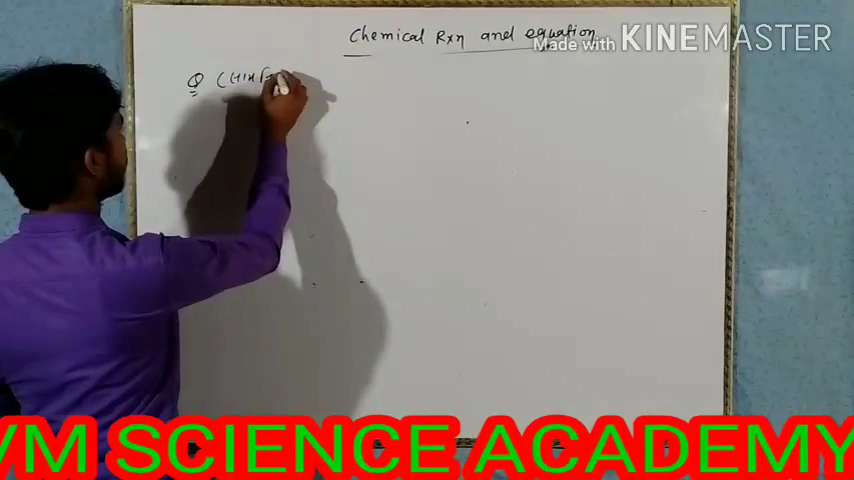 Chemical Rxn and equation
Made with KINEMASTER
Q
VM SCIENCE ACADEMY